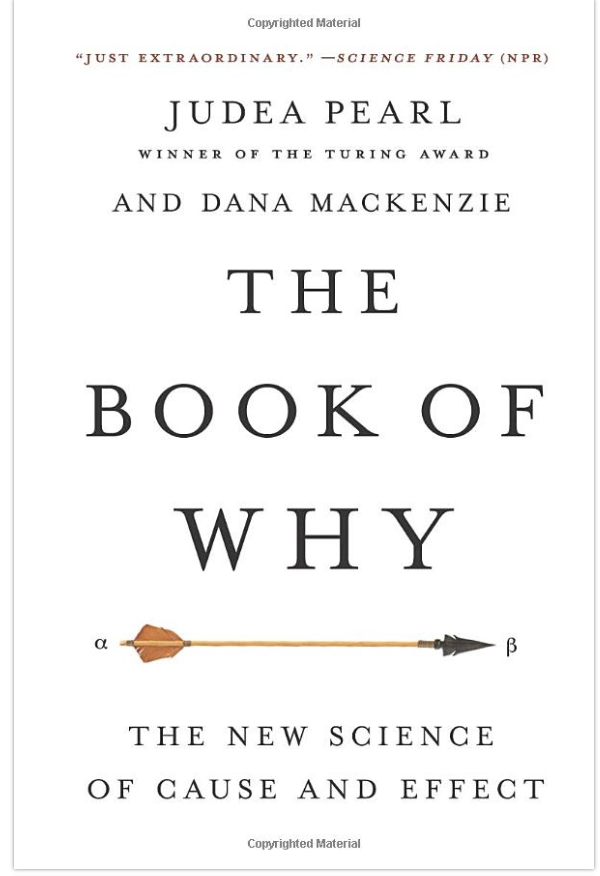 Copyrighted Material
“JUST EXTRAORDINARY.” —SCIENCE FRIDAY (NPR)
JUDEA PEARL
WINNER OF THE TURING AWARD
AND DANA MACKENZIE
THE
BOOK OF
WHY
α β
THE NEW SCIENCE
OF CAUSE AND EFFECT
Copyrighted Material